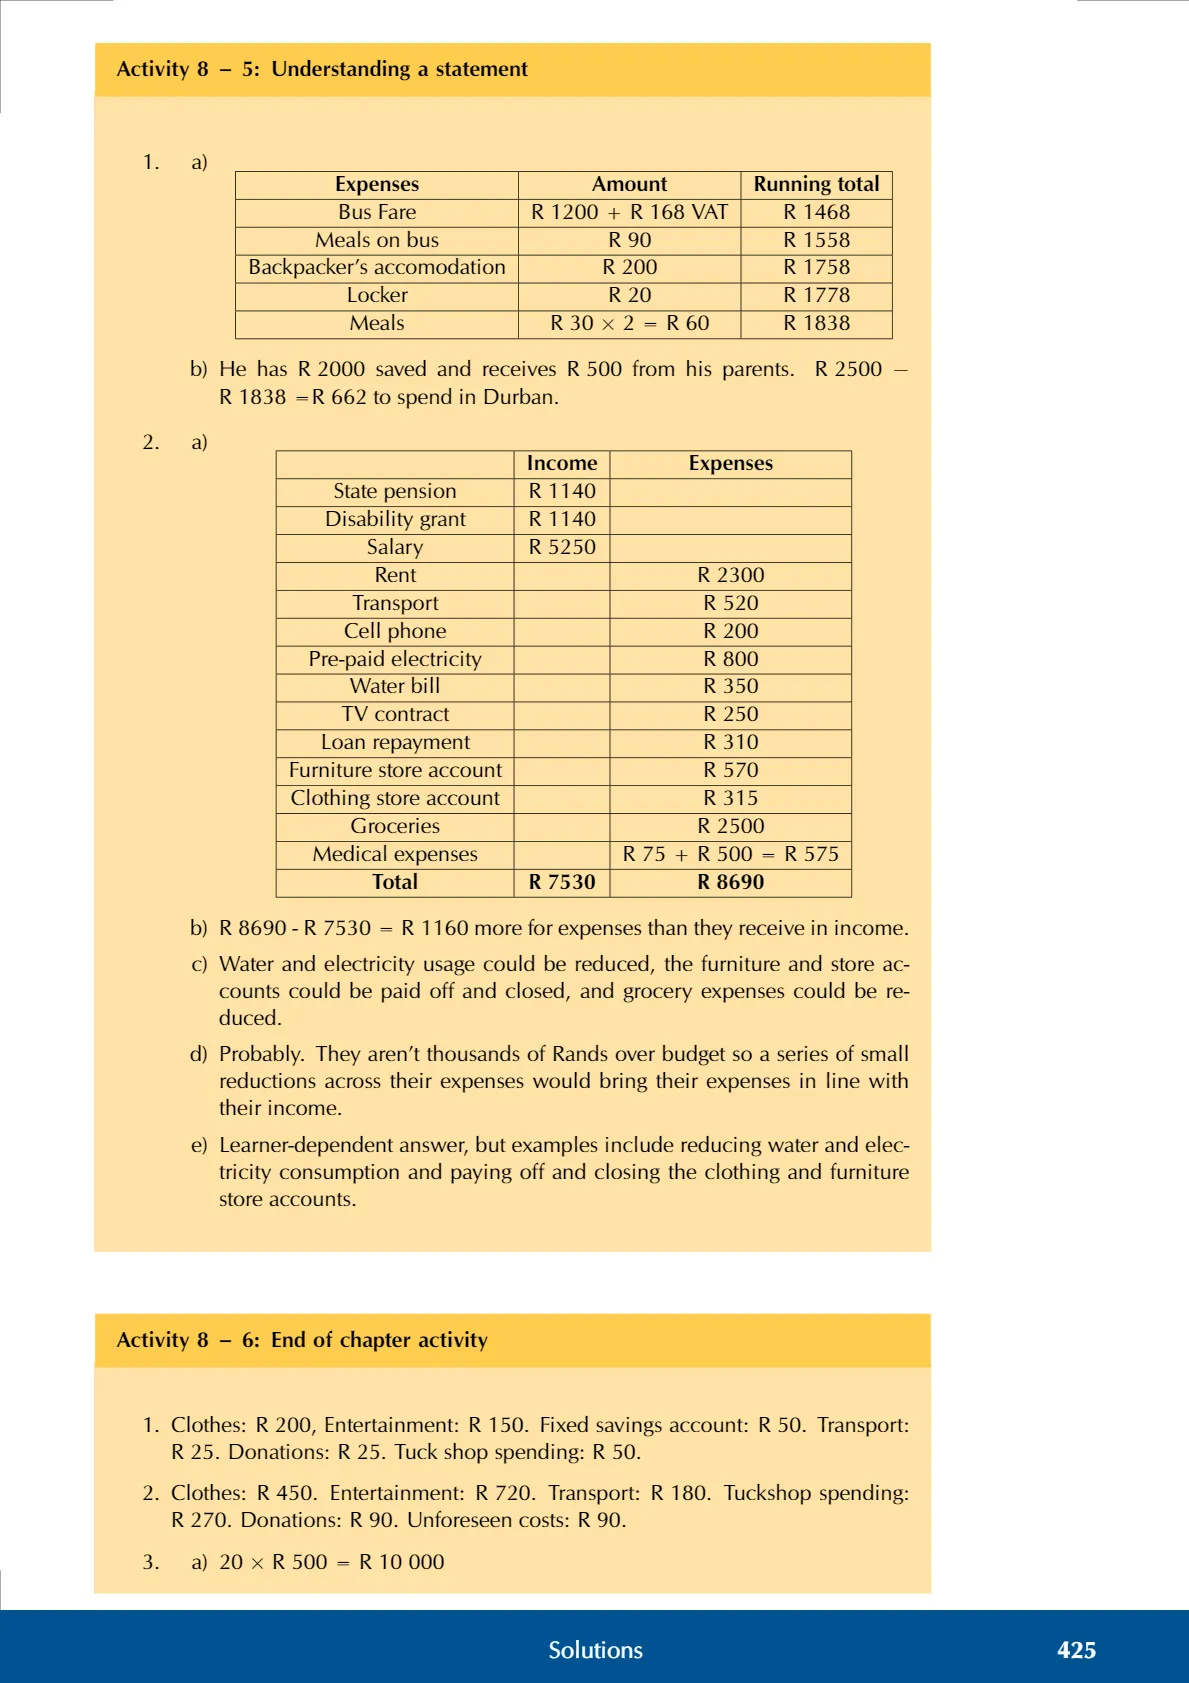 Activity 8 – 5: Understanding a statement
1. a)
Expenses Amount Running total
Bus Fare R 1200 + R 168 VAT R 1468
Meals on bus R 90 R 1558
Backpacker's accomodation R 200 R 1758
Locker R 20 R 1778
Meals R 30 × 2 = R 60 R 1838
b) He has R 2000 saved and receives R 500 from his parents. R 2500 −
R 1838 =R 662 to spend in Durban.
2. a)
Income Expenses
State pension R 1140
Disability grant R 1140
Salary R 5250
Rent R 2300
Transport R 520
Cell phone R 200
Pre-paid electricity R 800
Water bill R 350
TV contract R 250
Loan repayment R 310
Furniture store account R 570
Clothing store account R 315
Groceries R 2500
Medical expenses R 75 + R 500 = R 575
Total R 7530 R 8690
b) R 8690 - R 7530 = R 1160 more for expenses than they receive in income.
c) Water and electricity usage could be reduced, the furniture and store ac-
counts could be paid off and closed, and grocery expenses could be re-
duced.
d) Probably. They aren't thousands of Rands over budget so a series of small
reductions across their expenses would bring their expenses in line with
their income.
e) Learner-dependent answer, but examples include reducing water and elec-
tricity consumption and paying off and closing the clothing and furniture
store accounts.
Activity 8 – 6: End of chapter activity
1. Clothes: R 200, Entertainment: R 150. Fixed savings account: R 50. Transport:
R 25. Donations: R 25. Tuck shop spending: R 50.
2. Clothes: R 450. Entertainment: R 720. Transport: R 180. Tuckshop spending:
R 270. Donations: R 90. Unforeseen costs: R 90.
3. a) 20 × R 500 = R 10 000
Solutions 425